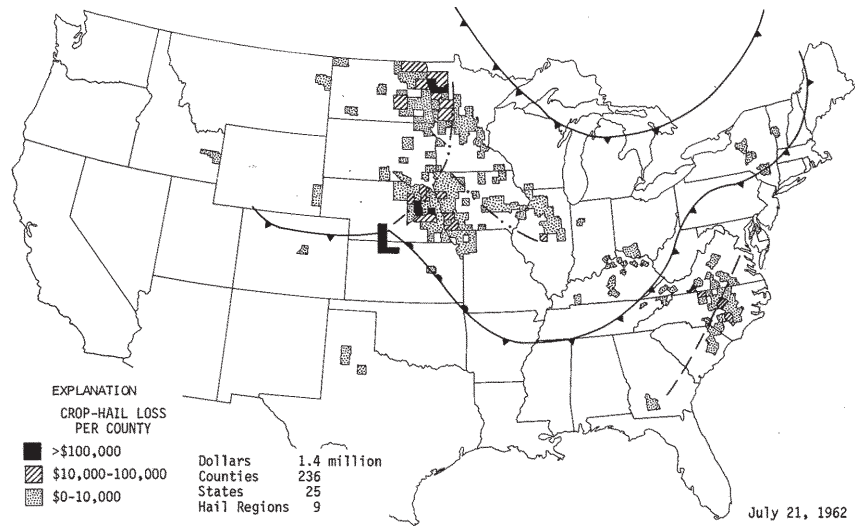 L
EXPLANATION
CROP-HAIL LOSS
PER COUNTY
>$100,000
$10,000-100,000
$0-10,000
Dollars 1.4 million
Counties 236
States 25
Hail Regions 9
July 21, 1962